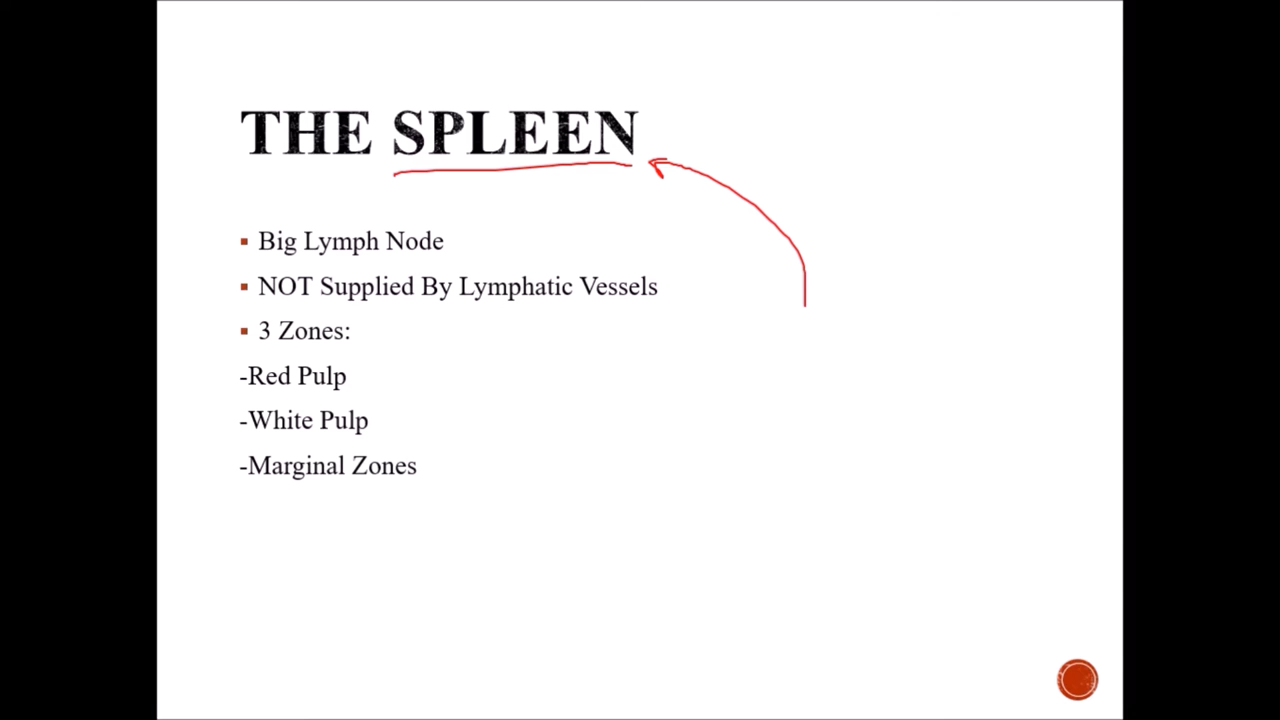 THE SPLEEN
▪ Big Lymph Node
▪ NOT Supplied By Lymphatic Vessels
▪ 3 Zones:
-Red Pulp
-White Pulp
-Marginal Zones